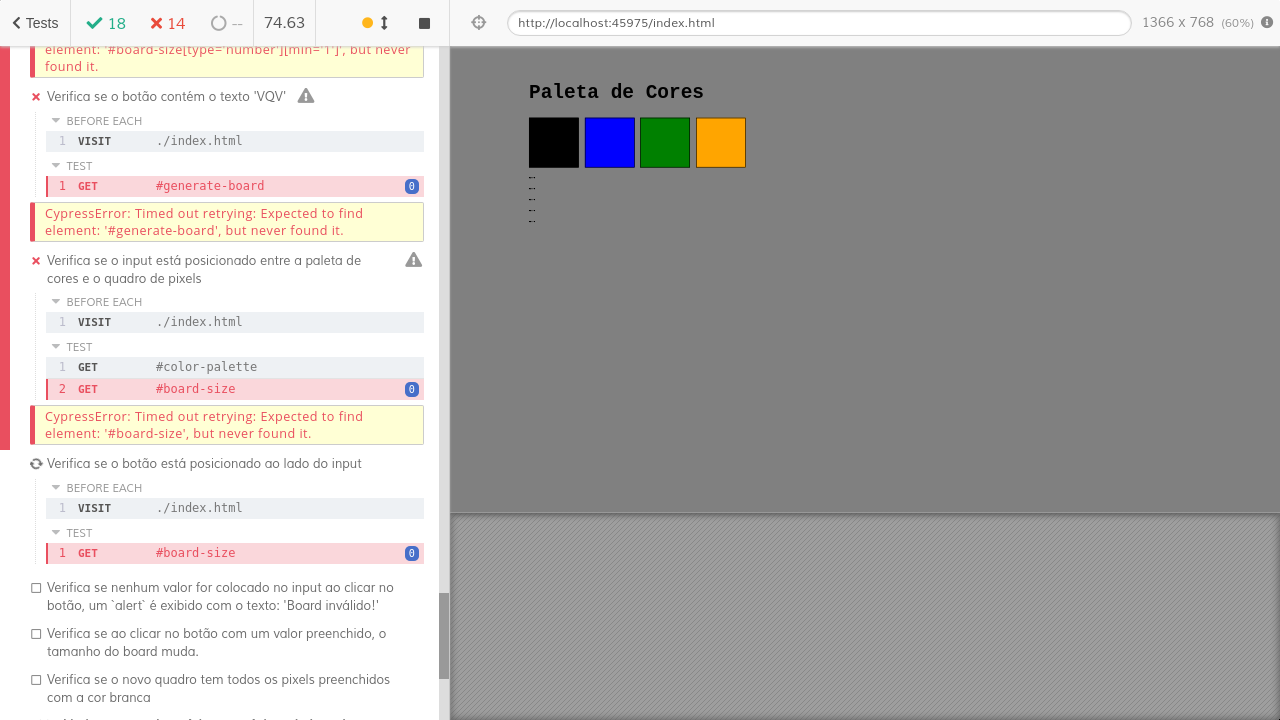 Tests
18
14
--
74.63
http://localhost:45975/index.html
1366 x 768 (60%)
element: '#board-size[type='number'][min='1']', but never
found it.
Verifica se o botão contém o texto 'VQV'
BEFORE EACH
1 VISIT ./index.html
TEST
1 GET #generate-board 0
CypressError: Timed out retrying: Expected to find
element: '#generate-board', but never found it.
Verifica se o input está posicionado entre a paleta de
cores e o quadro de pixels
BEFORE EACH
1 VISIT ./index.html
TEST
1 GET #color-palette
2 GET #board-size 0
CypressError: Timed out retrying: Expected to find
element: '#board-size', but never found it.
Verifica se o botão está posicionado ao lado do input
BEFORE EACH
1 VISIT ./index.html
TEST
1 GET #board-size 0
Verifica se nenhum valor for colocado no input ao clicar no
botão, um `alert` é exibido com o texto: 'Board inválido!'
Verifica se ao clicar no botão com um valor preenchido, o
tamanho do board muda.
Verifica se o novo quadro tem todos os pixels preenchidos
com a cor branca
Paleta de Cores